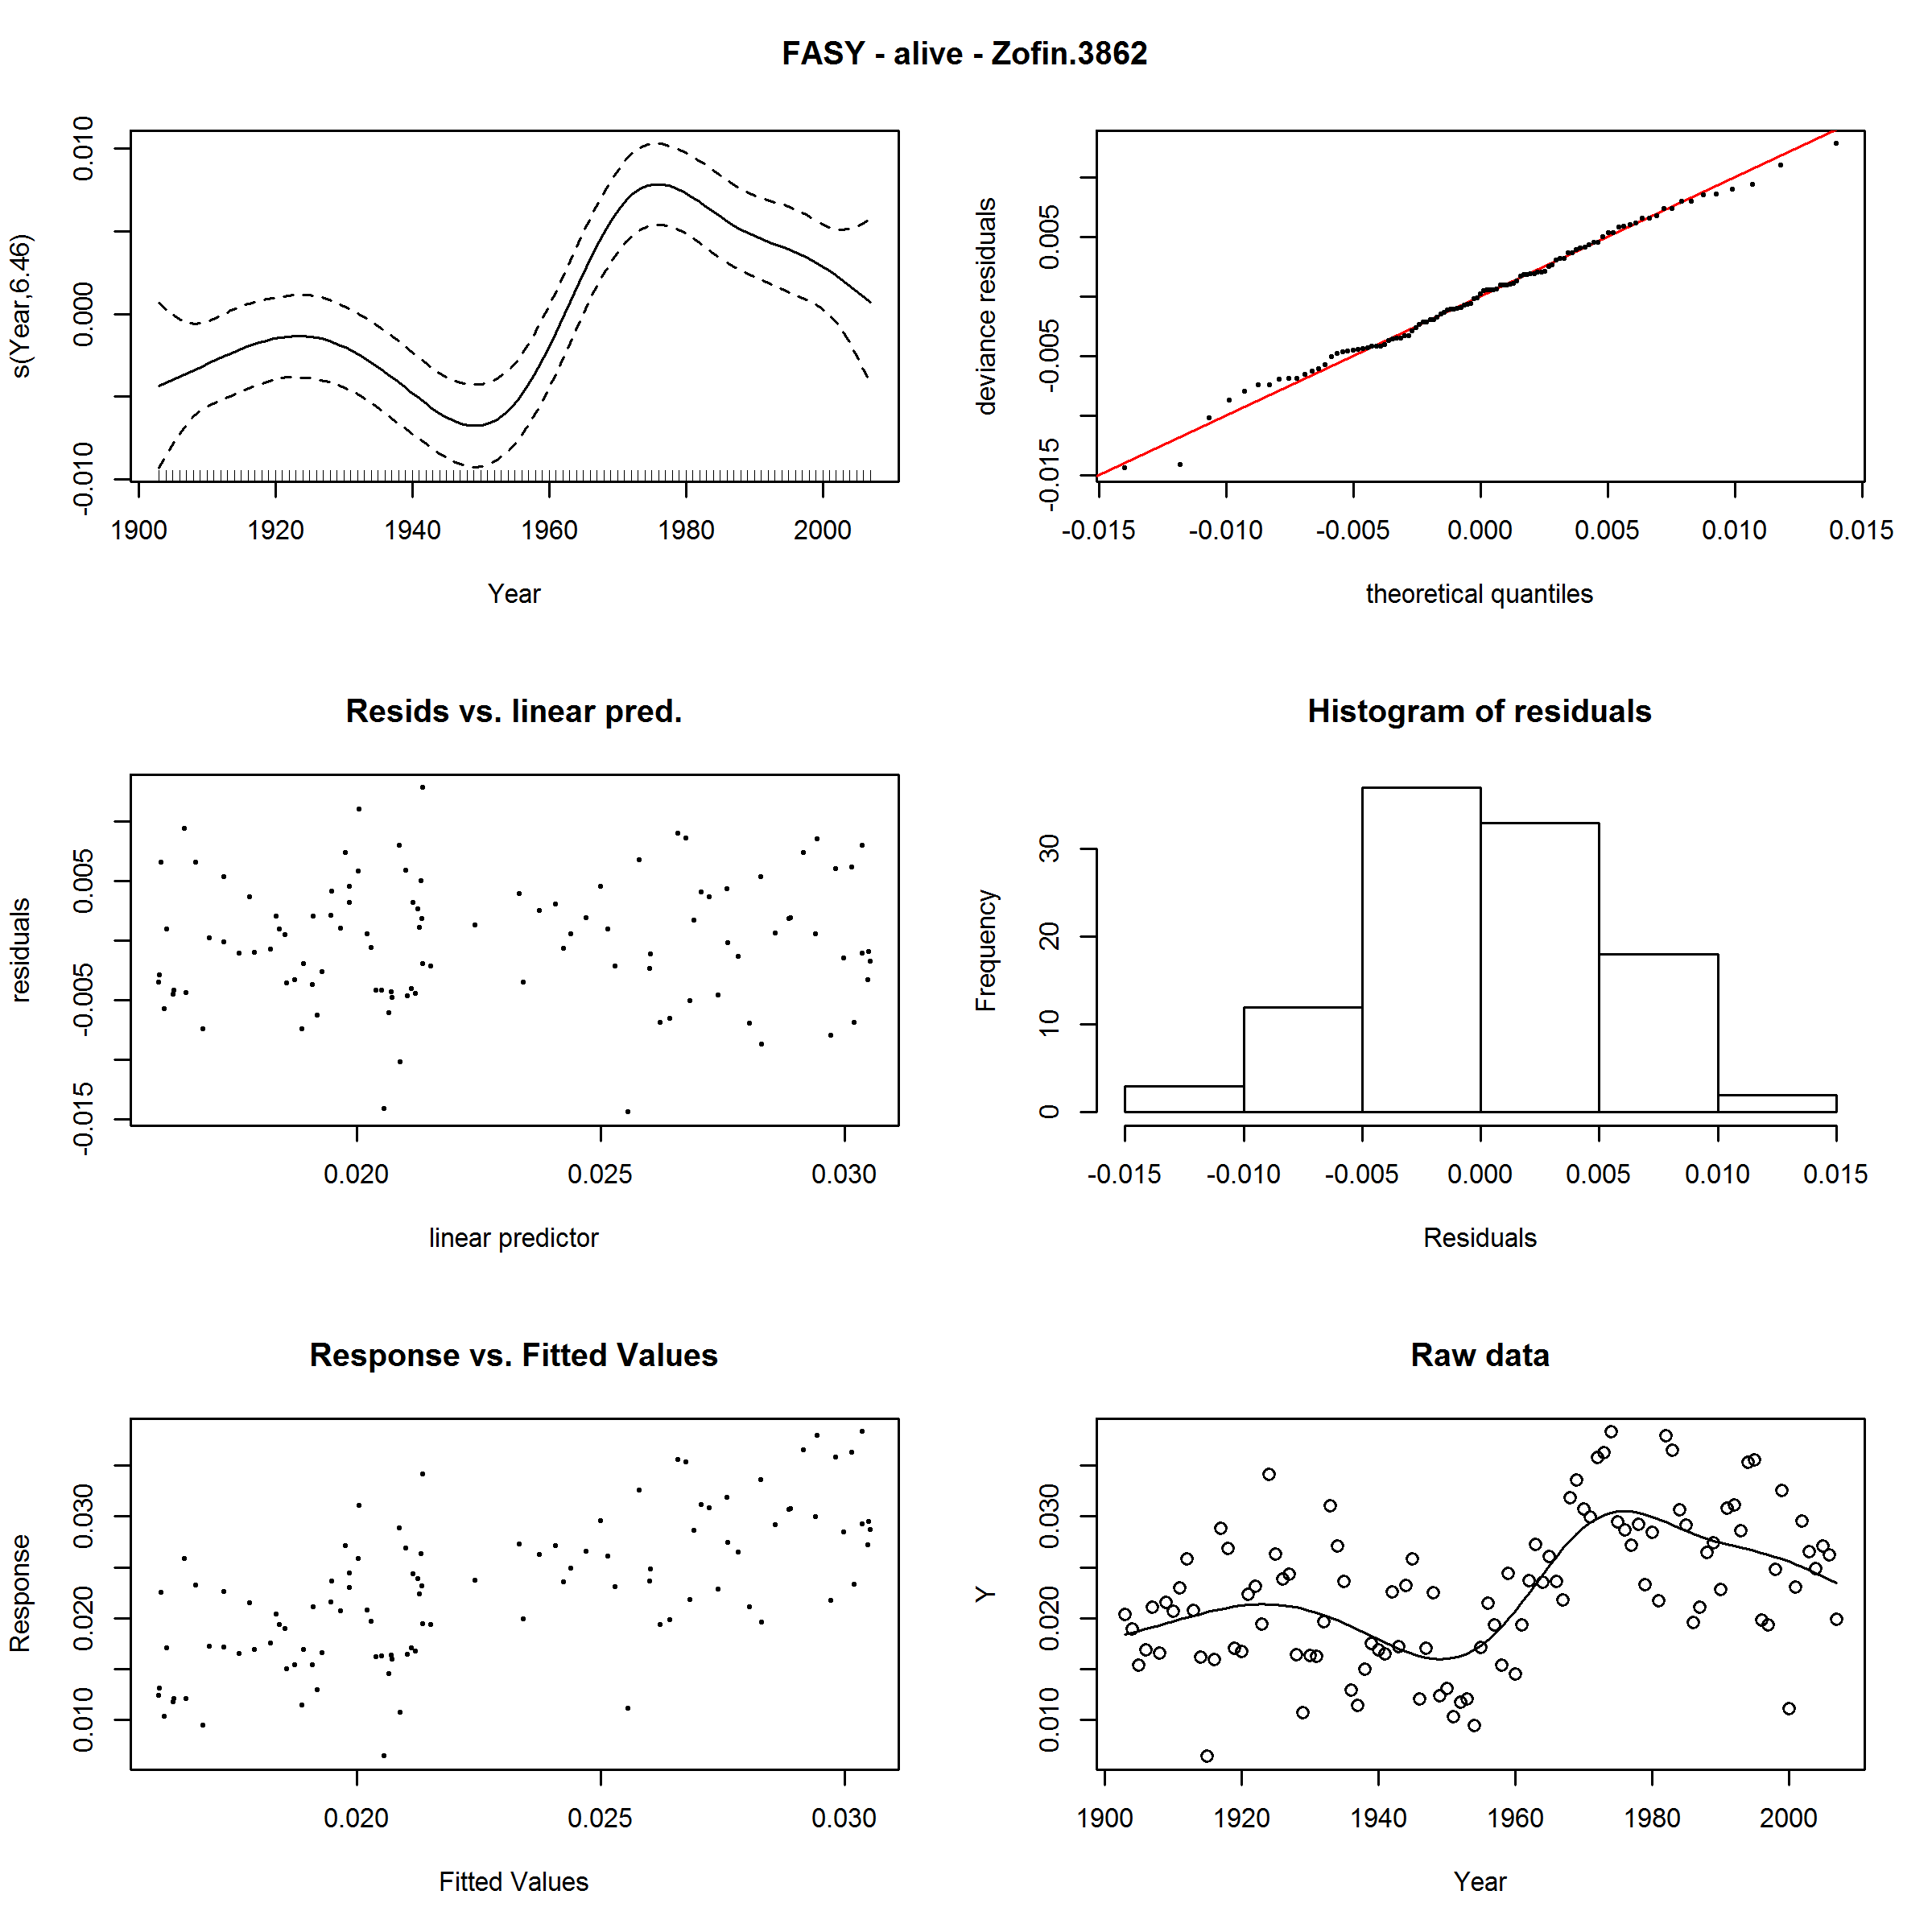 FASY - alive - Zofin.3862
s(Year,6.46)
-0.010 0.000 0.010
1900 1920 1940 1960 1980 2000
Year
deviance residuals
-0.015 -0.005 0.005
-0.015 -0.010 -0.005 0.000 0.005 0.010 0.015
theoretical quantiles
Resids vs. linear pred.
residuals
-0.015 -0.005 0.005
0.020 0.025 0.030
linear predictor
Histogram of residuals
Frequency
0 10 20 30
-0.015 -0.010 -0.005 0.000 0.005 0.010 0.015
Residuals
Response vs. Fitted Values
Response
0.010 0.020 0.030
0.020 0.025 0.030
Fitted Values
Raw data
Y
0.010 0.020 0.030
1900 1920 1940 1960 1980 2000
Year